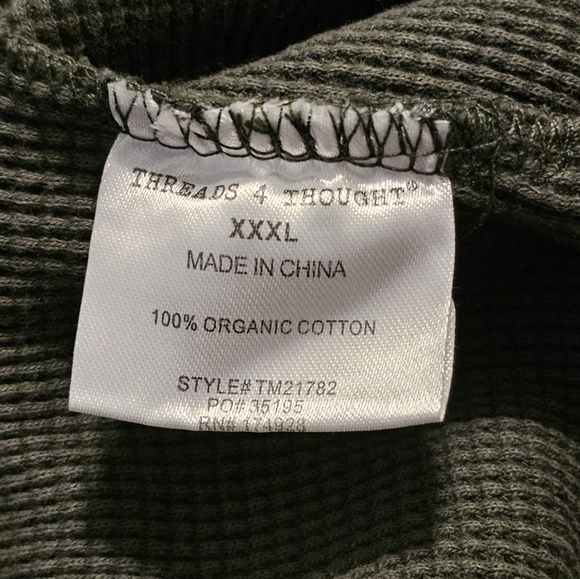 THREADS 4 THOUGHT®
XXXL
MADE IN CHINA
100% ORGANIC COTTON
STYLE# TM21782
PO# 35195
RN# 174928